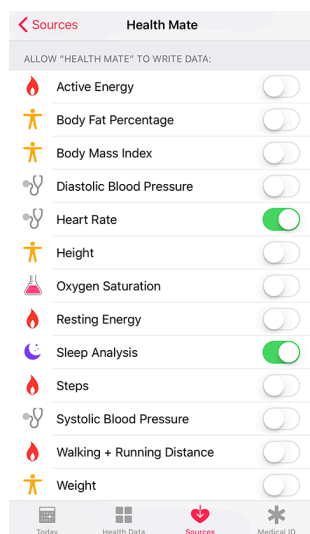 Sources Health Mate
ALLOW “HEALTH MATE” TO WRITE DATA:
Active Energy
Body Fat Percentage
Body Mass Index
Diastolic Blood Pressure
Heart Rate
Height
Oxygen Saturation
Resting Energy
Sleep Analysis
Steps
Systolic Blood Pressure
Walking + Running Distance
Weight
Today Health Data Sources Medical ID